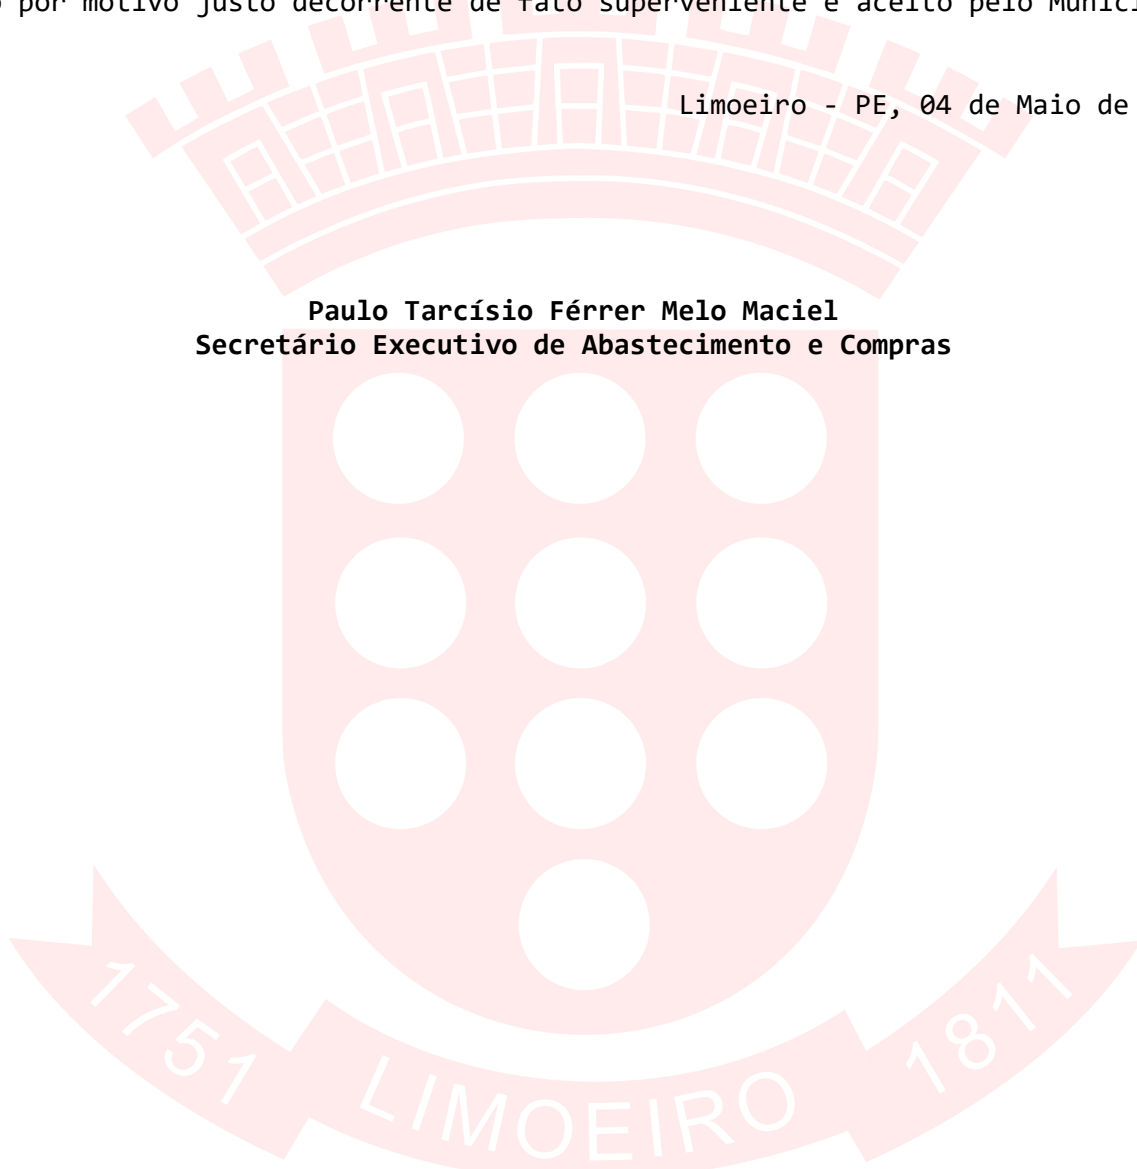 por motivo justo decorrente de fato superveniente e aceito pelo
Limoeiro - PE, 04 de Maio de
Paulo Tarcísio Férrer Melo Maciel
Secretário Executivo de Abastecimento e Compras
1751 LIMOEIRO 1811